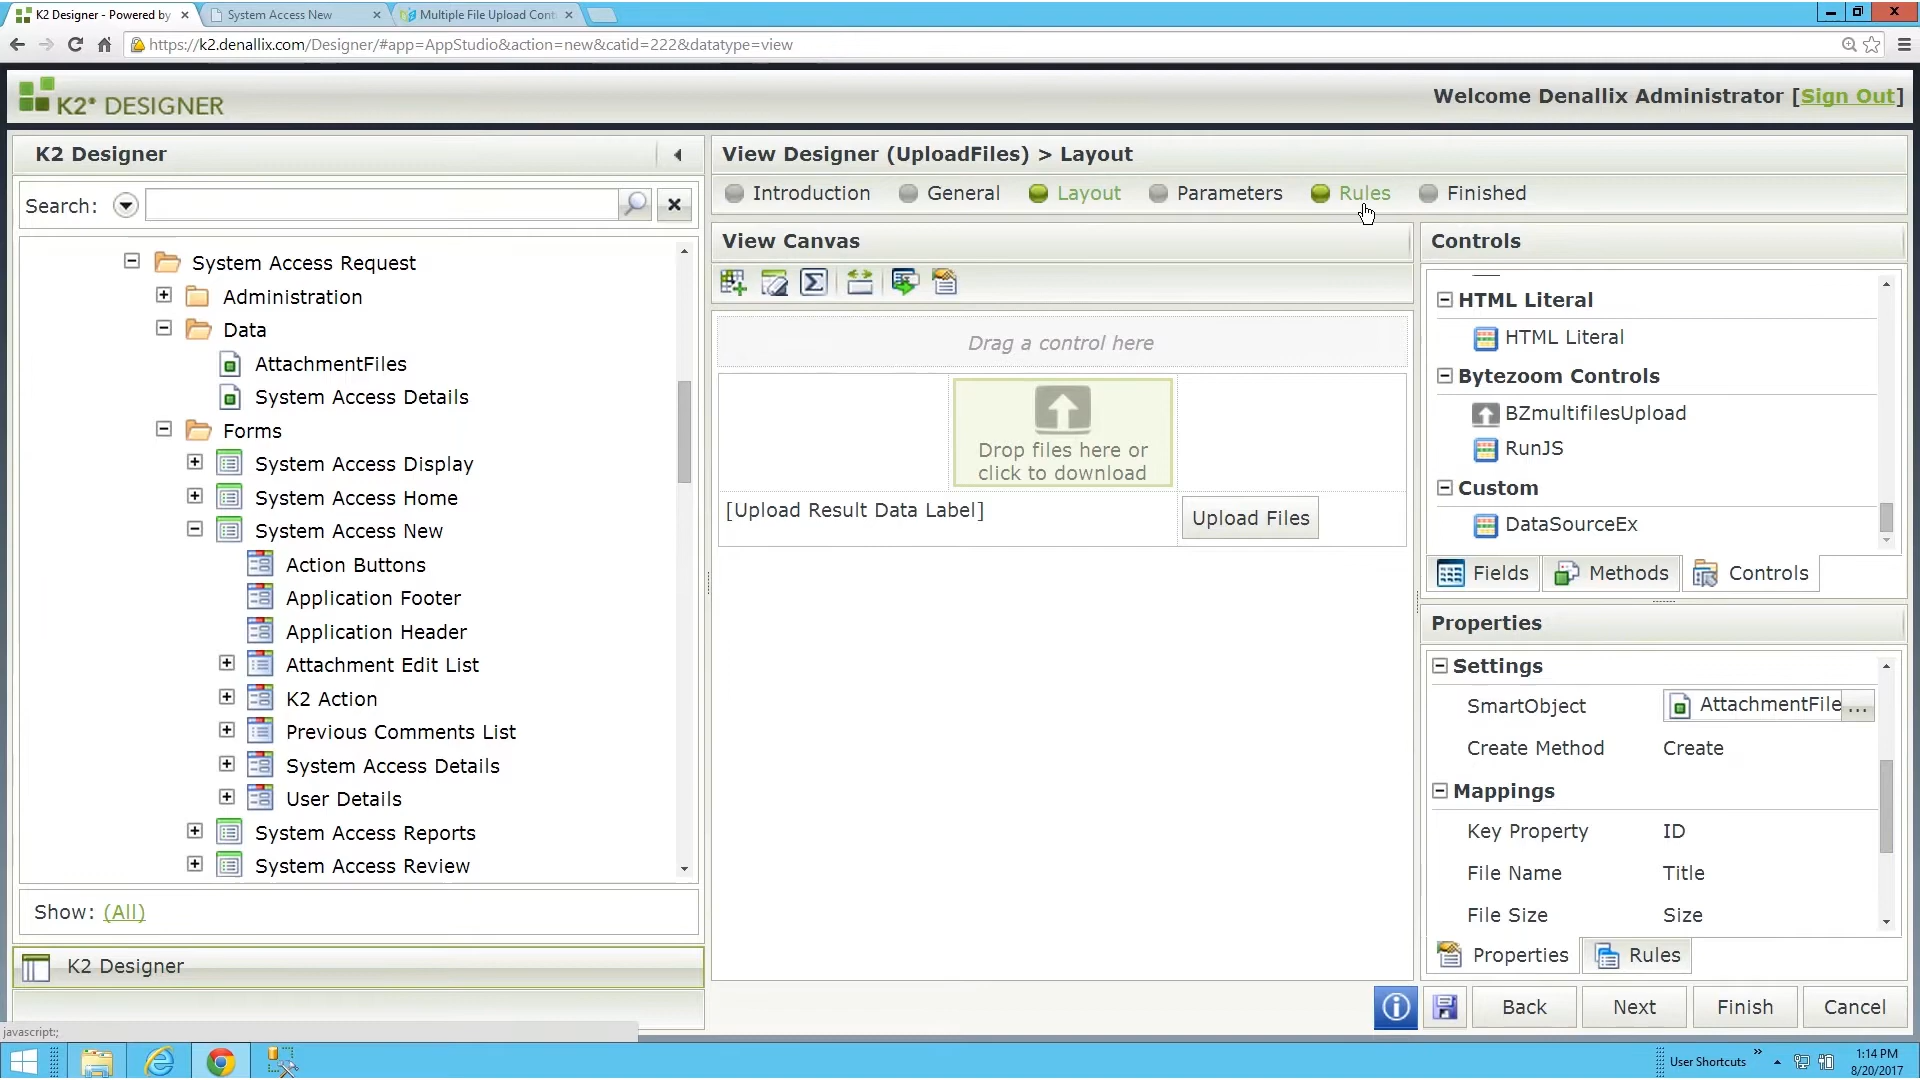 K2 Designer - Powered by
System Access New
Multiple File Upload Cont
https://k2.denallix.com/Designer/#app=AppStudio&action=new&catid=222&datatype=view
K2 DESIGNER
Welcome Denallix Administrator [Sign Out]
K2 Designer
Search:
System Access Request
Administration
Data
AttachmentFiles
System Access Details
Forms
System Access Display
System Access Home
System Access New
Action Buttons
Application Footer
Application Header
Attachment Edit List
K2 Action
Previous Comments List
System Access Details
User Details
System Access Reports
System Access Review
Show: (All)
K2 Designer
javascript:;
View Designer (UploadFiles) > Layout
Introduction General Layout Parameters Rules Finished
View Canvas
Drag a control here
Drop files here or
click to download
[Upload Result Data Label]
Upload Files
Controls
HTML Literal
HTML Literal
Bytezoom Controls
BZmultifilesUpload
RunJS
Custom
DataSourceEx
Fields Methods Controls
Properties
Settings
SmartObject AttachmentFile ...
Create Method Create
Mappings
Key Property ID
File Name Title
File Size Size
Properties Rules
Back Next Finish Cancel
User Shortcuts
1:14 PM
8/20/2017